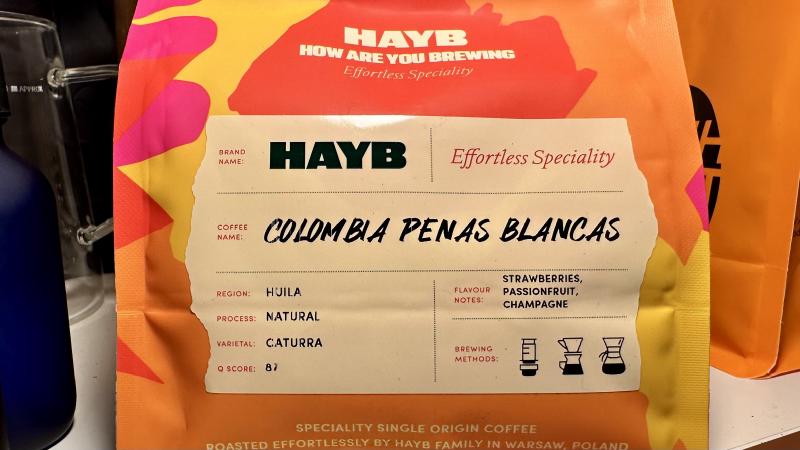 HAYB
HOW ARE YOU BREWING
Effortless Speciality
APPROX
BRAND NAME:
HAYB
Effortless Speciality
COFFEE NAME:
COLOMBIA PENAS BLANCAS
REGION: HUILA
PROCESS: NATURAL
VARIETAL: CATURRA
Q SCORE: 87
FLAVOUR NOTES:
STRAWBERRIES,
PASSIONFRUIT,
CHAMPAGNE
BREWING METHODS:
SPECIALITY SINGLE ORIGIN COFFEE
ROASTED EFFORTLESSLY BY HAYB FAMILY IN WARSAW, POLAND